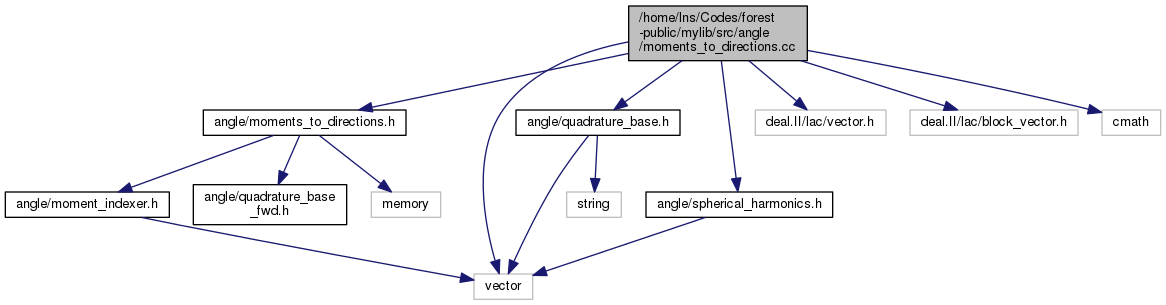 /home/lns/Codes/forest
-public/mylib/src/angle
/moments_to_directions.cc
angle/moments_to_directions.h
angle/quadrature_base.h
deal.II/lac/vector.h
deal.II/lac/block_vector.h
cmath
angle/moment_indexer.h
angle/quadrature_base
_fwd.h
memory
string
angle/spherical_harmonics.h
vector